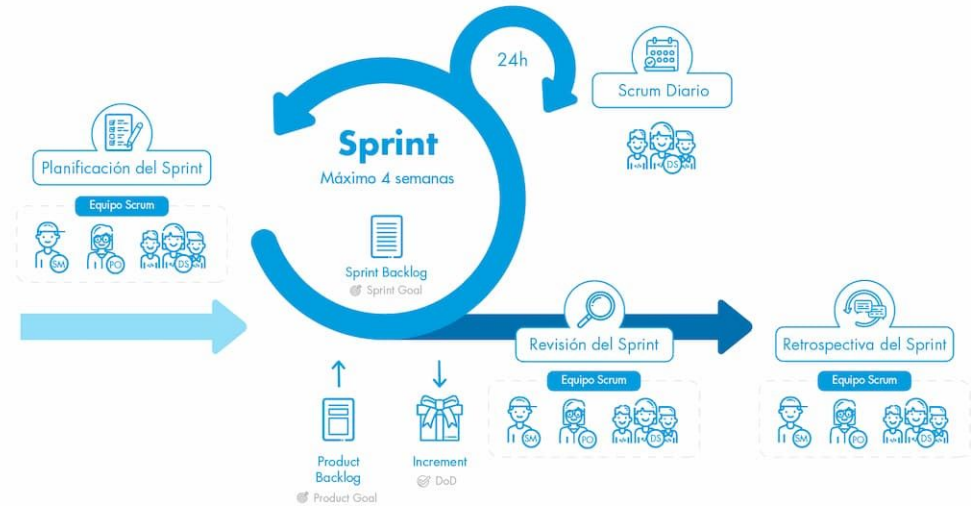 24h
Scrum Diario
DS
Sprint
Máximo 4 semanas
Planificación del Sprint
Equipo Scrum
SM
PO
DS
Sprint Backlog
Sprint Goal
Revisión del Sprint
Equipo Scrum
SM
PO
DS
Retrospectiva del Sprint
Equipo Scrum
SM
PO
DS
Product
Backlog
Product Goal
Increment
DoD